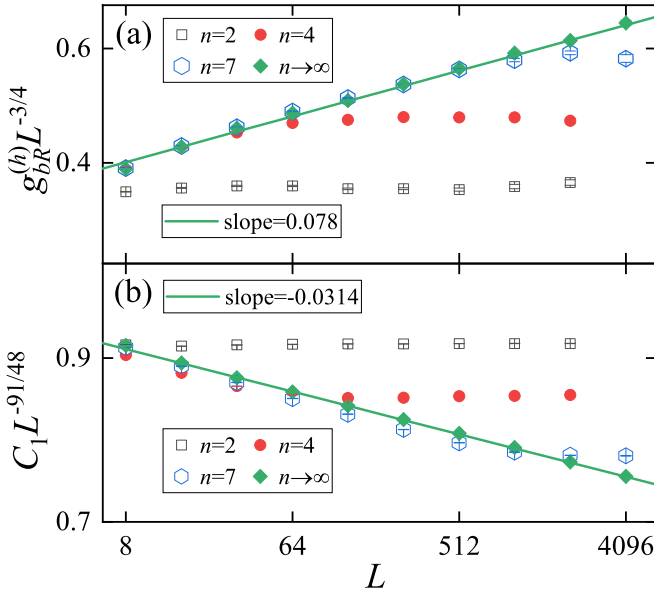 (a)
n=2 n=4
n=7 n→∞
0.6
0.4
g_{bR}^{(h)}L^{-3/4}
slope=0.078
(b)
slope=-0.0314
0.9
0.7
C_1L^{-91/48}
n=2 n=4
n=7 n→∞
8 64 512 4096
L